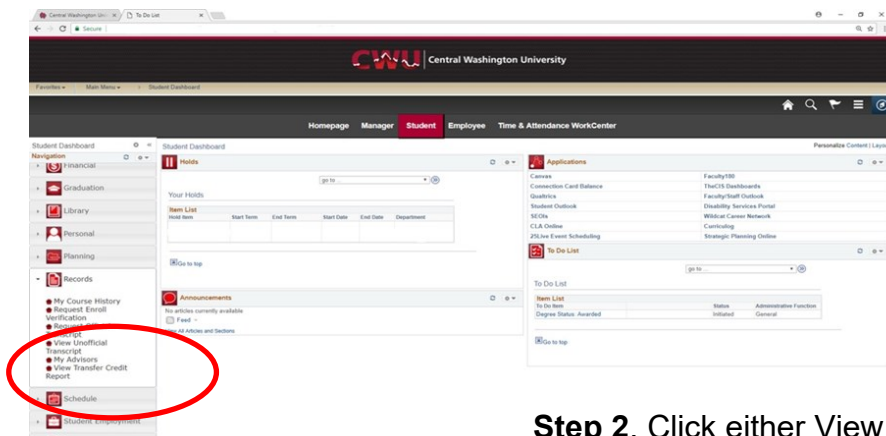 Central Washington Uni
To Do List
Secure
CWU Central Washington University
Favorites
Main Menu
Student Dashboard
Homepage Manager Student Employee Time & Attendance WorkCenter
Student Dashboard
Student Dashboard
Personalize Content | Layou
Navigation
Financial
Graduation
Library
Personal
Planning
Records
My Course History
Request Enroll
Verification
Request
Transcript
View Unofficial
Transcript
My Advisors
View Transfer Credit
Report
Schedule
Student Employment
Holds
go to ...
Your Holds
Item List
Hold Item Start Term End Term Start Date End Date Department
Go to top
Announcements
No articles currently available
Feed
View All Articles and Sections
Applications
Canvas Faculty180
Connection Card Balance TheCIS Dashboards
Qualtrics Faculty/Staff Outlook
Student Outlook Disability Services Portal
SEOIs Wildcat Career Network
CLA Online Curriculog
25Live Event Scheduling Strategic Planning Online
To Do List
go to ...
To Do List
Item List
To Do Item Status Administrative Function
Degree Status Awarded Initiated General
Go to top
Step 2. Click either View